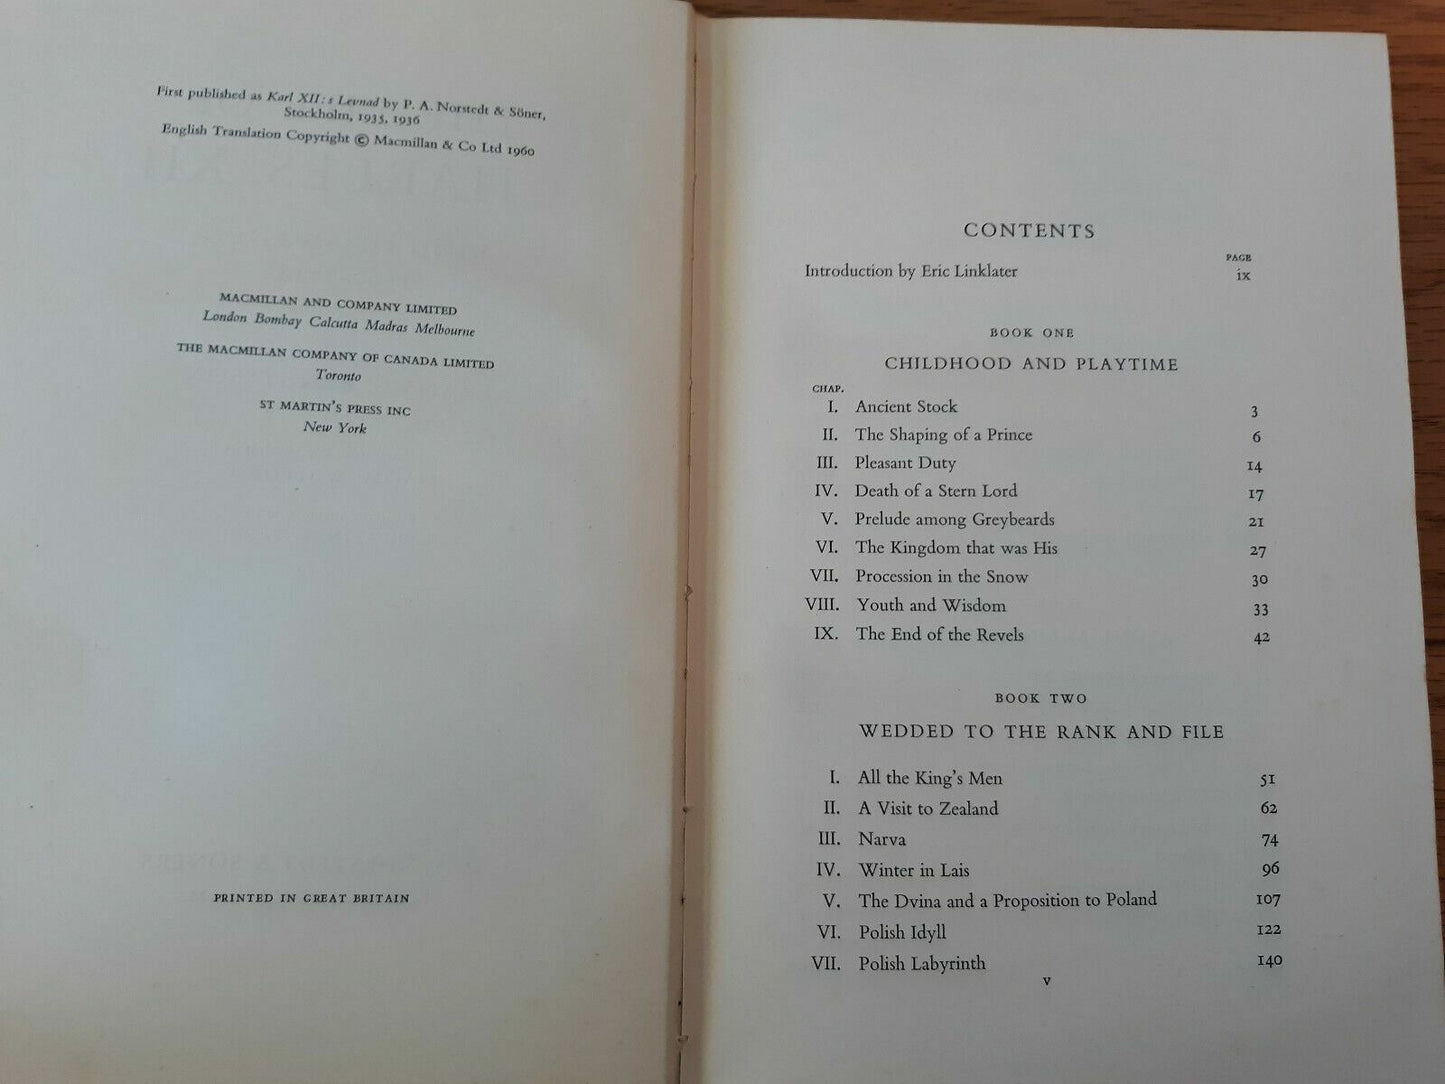 First published as Karl XII:s Levnad by P. A. Norstedt & Söner,
Stockholm, 1935, 1936
English Translation Copyright © Macmillan & Co Ltd 1960
MACMILLAN AND COMPANY LIMITED
London Bombay Calcutta Madras Melbourne
THE MACMILLAN COMPANY OF CANADA LIMITED
Toronto
ST MARTIN'S PRESS INC
New York
PRINTED IN GREAT BRITAIN
CONTENTS
PAGE
Introduction by Eric Linklater ix
BOOK ONE
CHILDHOOD AND PLAYTIME
CHAP.
I. Ancient Stock 3
II. The Shaping of a Prince 6
III. Pleasant Duty 14
IV. Death of a Stern Lord 17
V. Prelude among Greybeards 21
VI. The Kingdom that was His 27
VII. Procession in the Snow 30
VIII. Youth and Wisdom 33
IX. The End of the Revels 42
BOOK TWO
WEDDED TO THE RANK AND FILE
I. All the King's Men 51
II. A Visit to Zealand 62
III. Narva 74
IV. Winter in Lais 96
V. The Dvina and a Proposition to Poland 107
VI. Polish Idyll 122
VII. Polish Labyrinth 140
v